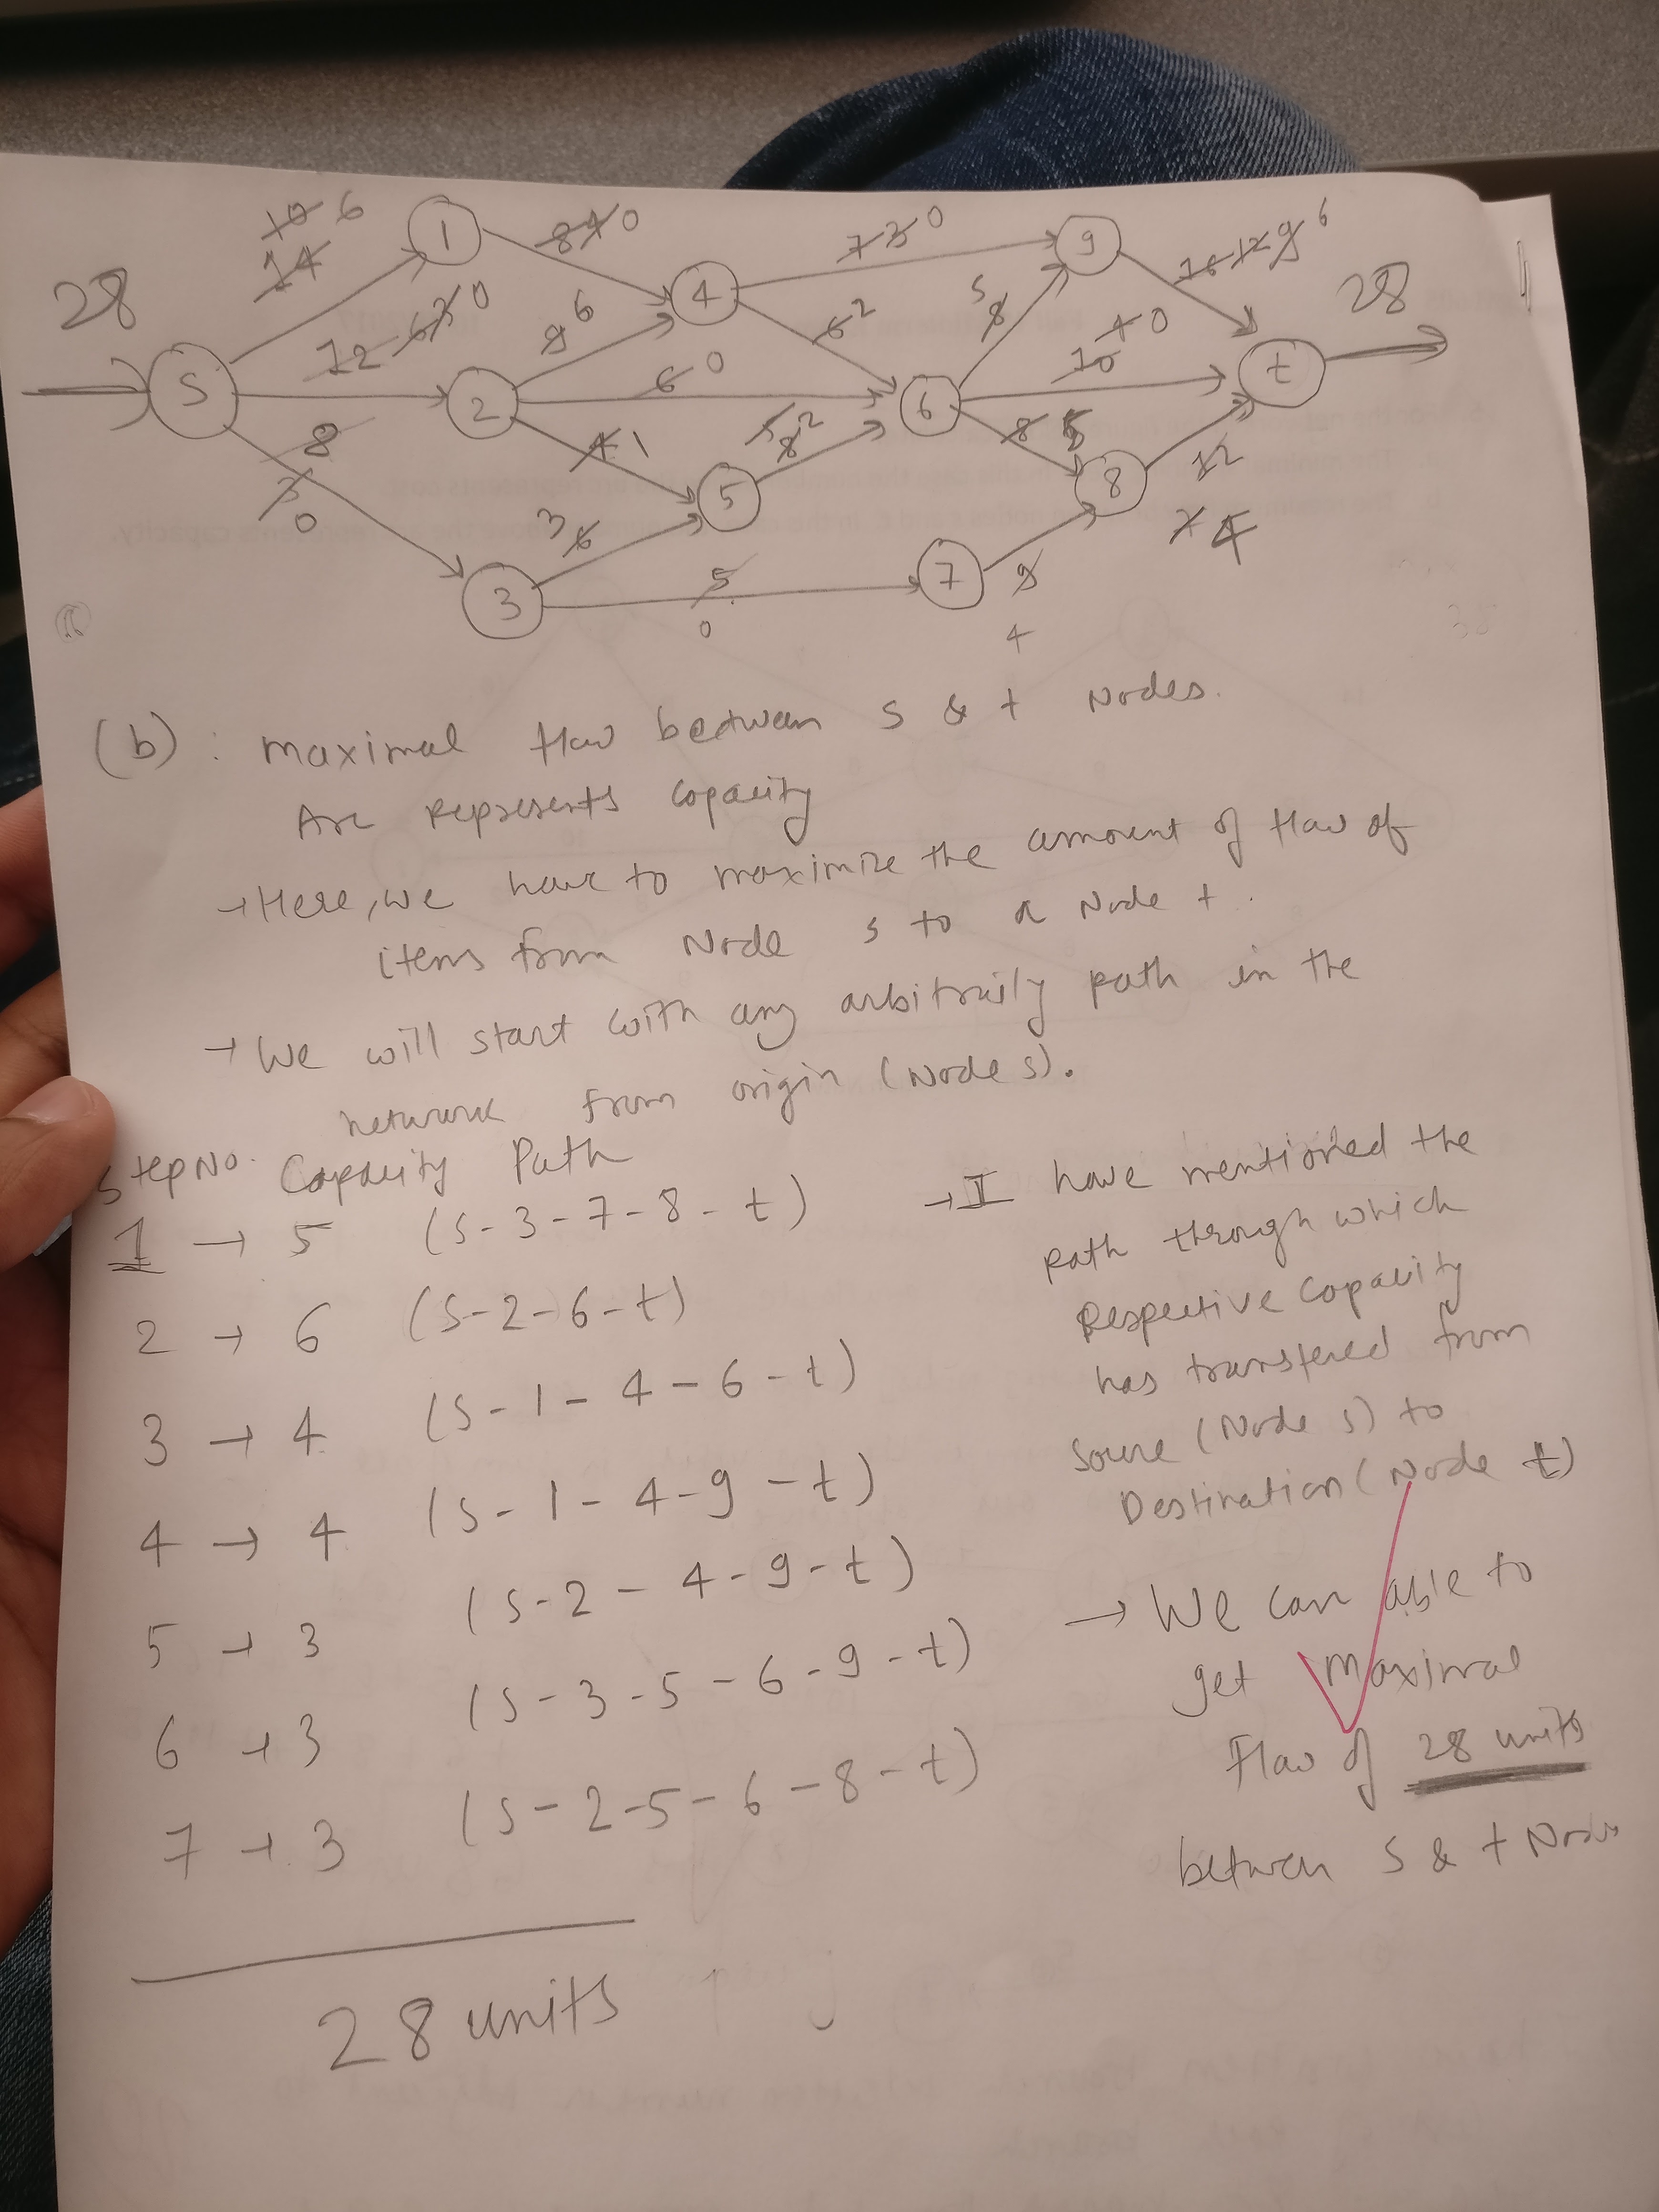 10 6
14
8 4 0
7 3 0
16 12 9 6
28
12 6 3 0
9 6
6 2
5
8
4 0
10
28
S
1
2
3
4
5
6
7
8
9
t
6 0
8
3
0
4 1
5
8 2
8 5
12
7 4
3 6
5
0
9
4
(b) : Maximal flow between s & t Nodes.
Arc Represents Capacity
→ Here, we have to maximize the amount of flow of
items from Node s to a Node t.
→ We will start with any arbitraily path in the
network from origin (Node s).
Step No. Capacity Path
1 → 5 (s-3-7-8-t)
2 → 6 (s-2-6-t)
3 → 4 (s-1-4-6-t)
4 → 4 (s-1-4-9-t)
5 → 3 (s-2-4-9-t)
6 → 3 (s-3-5-6-9-t)
7 → 3 (s-2-5-6-8-t)
28 units
→ I have mentioned the
path through which
Respective Capacity
has transfered from
Source (Node s) to
Destination (Node t)
→ We can able to
get Maximal
Flow of 28 units
between s & t Nodes